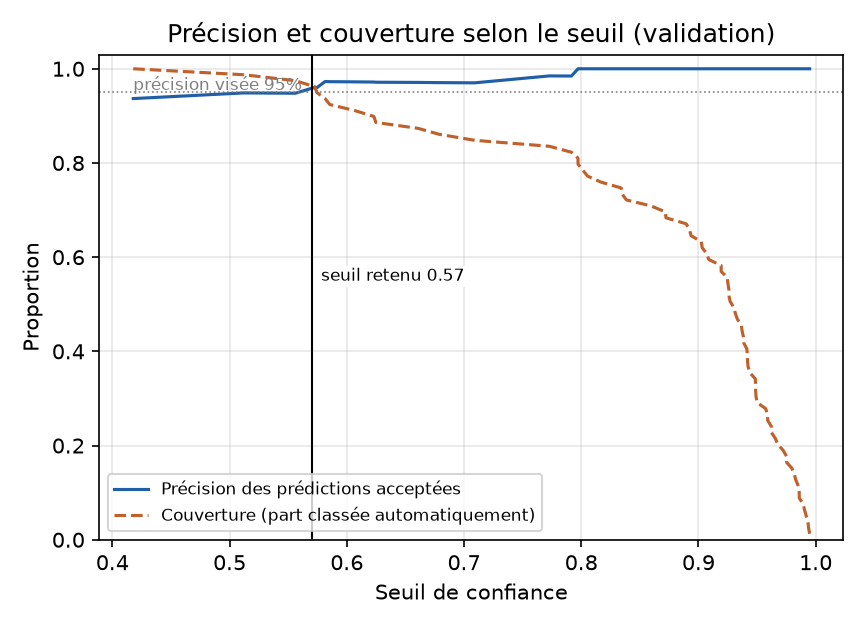 Précision et couverture selon le seuil (validation)
1.0
précision visée 95%
0.8
0.6
seuil retenu 0.57
0.4
0.2
0.0
Proportion
Précision des prédictions acceptées
Couverture (part classée automatiquement)
0.4 0.5 0.6 0.7 0.8 0.9 1.0
Seuil de confiance